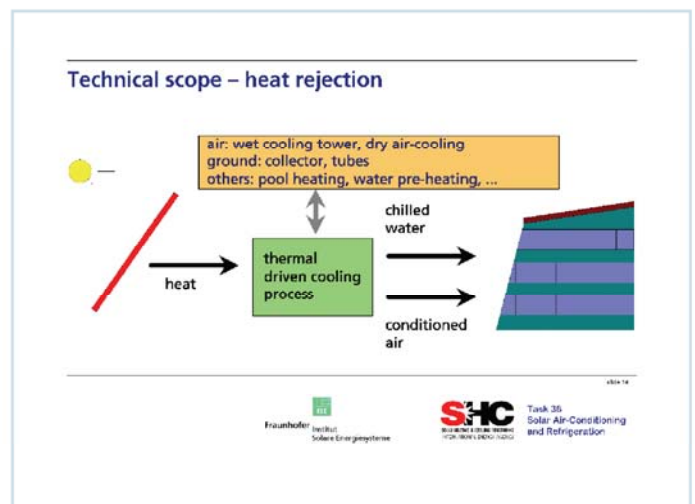 Technical scope – heat rejection
air: wet cooling tower, dry air-cooling
ground: collector, tubes
others: pool heating, water pre-heating, ...
chilled
water
thermal
driven cooling
process
heat
conditioned
air
Fraunhofer Institut
Solare Energiesysteme
SHC
Task 38
Solar Air-Conditioning
and Refrigeration